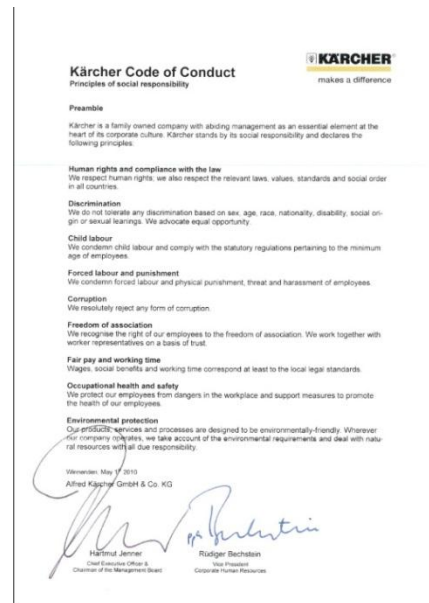 KÄRCHER
makes a difference
Kärcher Code of Conduct
Principles of social responsibility
Preamble
Kärcher is a family owned company with abiding management as an essential element at the
heart of its corporate culture. Kärcher stands by its social responsibility and declares the
following principles:
Human rights and compliance with the law
We respect human rights; we also respect the relevant laws, values, standards and social order
in all countries.
Discrimination
We do not tolerate any discrimination based on sex, age, race, nationality, disability, social ori-
gin or sexual leanings. We advocate equal opportunity.
Child labour
We condemn child labour and comply with the statutory regulations pertaining to the minimum
age of employees.
Forced labour and punishment
We condemn forced labour and physical punishment, threat and harassment of employees.
Corruption
We resolutely reject any form of corruption.
Freedom of association
We recognise the right of our employees to the freedom of association. We work together with
worker representatives on a basis of trust.
Fair pay and working time
Wages, social benefits and working time correspond at least to the local legal standards.
Occupational health and safety
We protect our employees from dangers in the workplace and support measures to promote
the health of our employees.
Environmental protection
Our products, services and processes are designed to be environmentally-friendly. Wherever
our company operates, we take account of the environmental requirements and deal with natu-
ral resources with all due responsibility.
Winnenden, May 2010
Alfred Kärcher GmbH & Co. KG
ppa Bechstein
Hartmut Jenner
Rüdiger Bechstein
Chief Executive Officer &
Vice President
Chairman of the Management Board
Corporate Human Resources